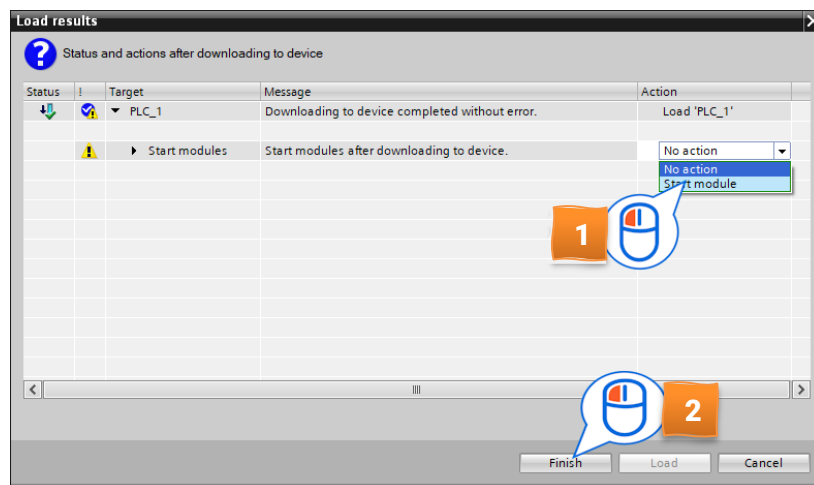 Load results
Status and actions after downloading to device
Status ! Target Message Action
PLC_1 Downloading to device completed without error. Load 'PLC_1'
Start modules Start modules after downloading to device. No action
No action
Start module
1
2
Finish Load Cancel